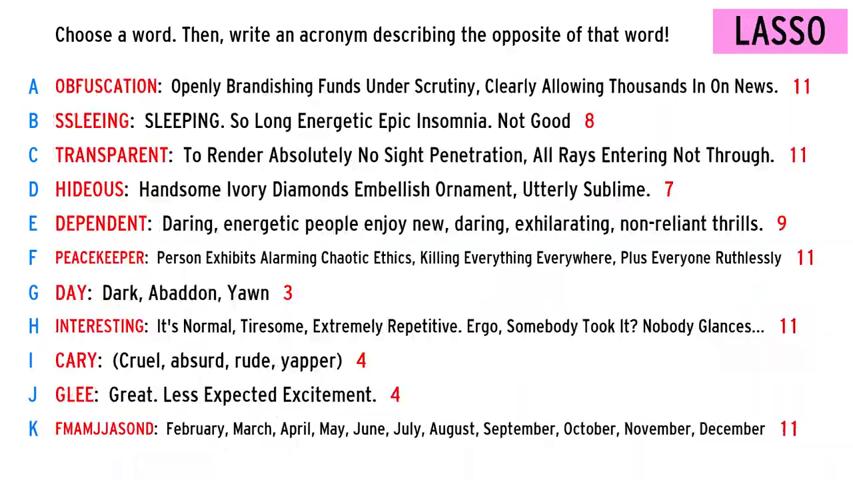 Choose a word. Then, write an acronym describing the opposite of that word!
LASSO
A OBFUSCATION: Openly Brandishing Funds Under Scrutiny, Clearly Allowing Thousands In On News. 11
B SSLEEING: SLEEPING. So Long Energetic Epic Insomnia. Not Good 8
C TRANSPARENT: To Render Absolutely No Sight Penetration, All Rays Entering Not Through. 11
D HIDEOUS: Handsome Ivory Diamonds Embellish Ornament, Utterly Sublime. 7
E DEPENDENT: Daring, energetic people enjoy new, daring, exhilarating, non-reliant thrills. 9
F PEACEKEEPER: Person Exhibits Alarming Chaotic Ethics, Killing Everything Everywhere, Plus Everyone Ruthlessly 11
G DAY: Dark, Abaddon, Yawn 3
H INTERESTING: It's Normal, Tiresome, Extremely Repetitive. Ergo, Somebody Took It? Nobody Glances... 11
I CARY: (Cruel, absurd, rude, yapper) 4
J GLEE: Great. Less Expected Excitement. 4
K FMAMJJASOND: February, March, April, May, June, July, August, September, October, November, December 11